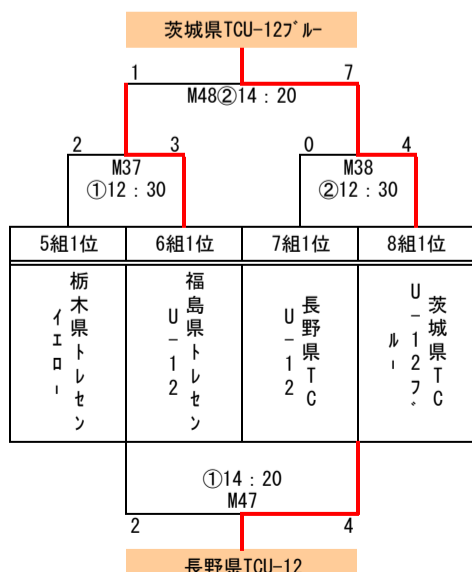 茨城県TCU-12ﾌﾞﾙｰ
1 7
M48②14：20
2 3 0 4
M37 M38
①12：30 ②12：30
5組1位 6組1位 7組1位 8組1位
栃木県トレセン
イエロー
福島県トレセン
U-12
長野県TC
U-12
茨城県TC
U-12ﾌﾞ
ﾙｰ
①14：20
M47
2 4
長野県TCU-12